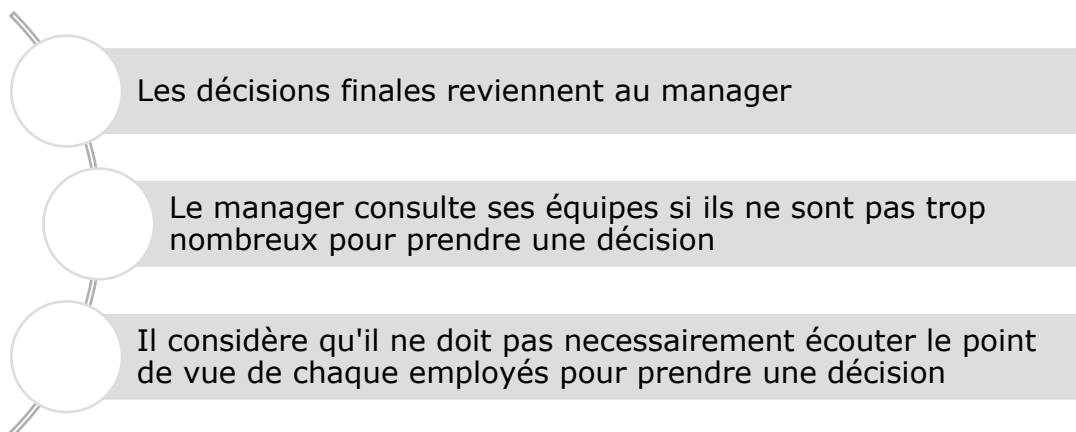 Les décisions finales reviennent au manager
Le manager consulte ses équipes si ils ne sont pas trop
nombreux pour prendre une décision
Il considère qu'il ne doit pas necessairement écouter le point
de vue de chaque employés pour prendre une décision